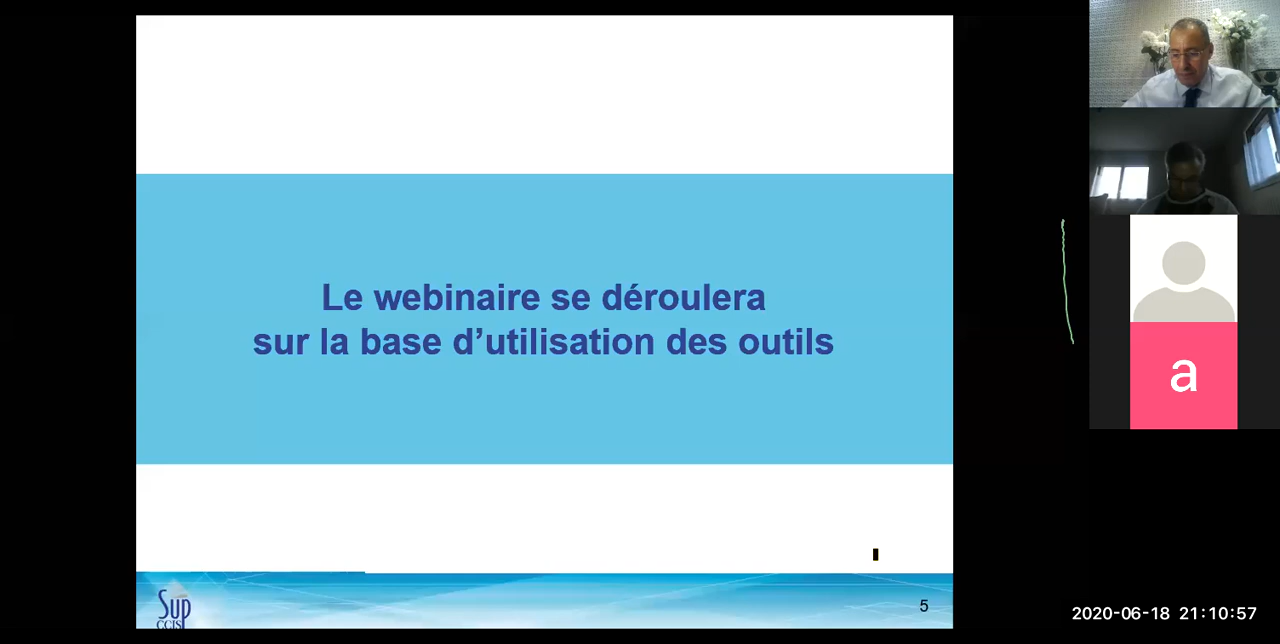 Le webinaire se déroulera
sur la base d’utilisation des outils
Sup
CCIS
5
a
2020-06-18 21:10:57